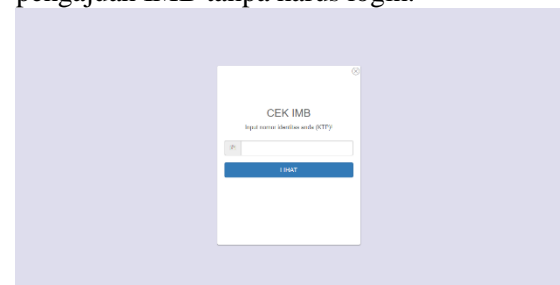 pengajuan IMB tanpa harus login.
CEK IMB
Input nomor identitas anda (KTP)!
LIHAT